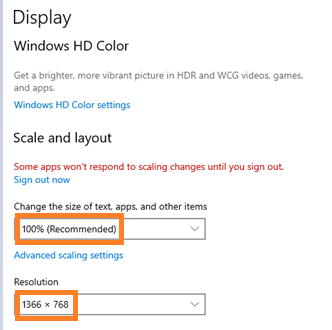 Display
Windows HD Color
Get a brighter, more vibrant picture in HDR and WCG videos, games,
and apps.
Windows HD Color settings
Scale and layout
Some apps won't respond to scaling changes until you sign out.
Sign out now
Change the size of text, apps, and other items
100% (Recommended)
Advanced scaling settings
Resolution
1366 × 768